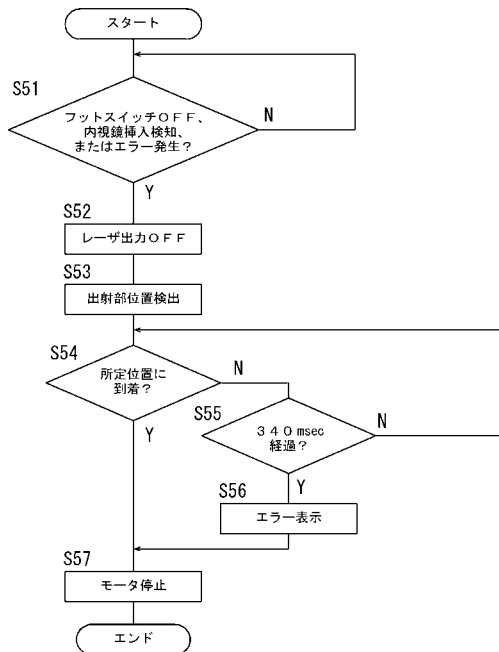 スタート
S51
フットスイッチＯＦＦ、
内視鏡挿入検知、
またはエラー発生？
N
Y
S52
レーザ出力ＯＦＦ
S53
出射部位置検出
S54
所定位置に
到着？
N
Y
S55
３４０msec
経過？
N
Y
S56
エラー表示
S57
モータ停止
エンド